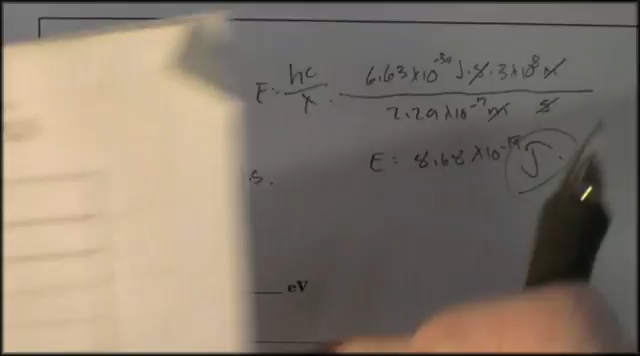 E = hc / λ = 6.63 x 10^-34 J·s · 3 x 10^8 m / 2.29 x 10^-7 m s
E = 8.68 x 10^-19 J
s.
eV